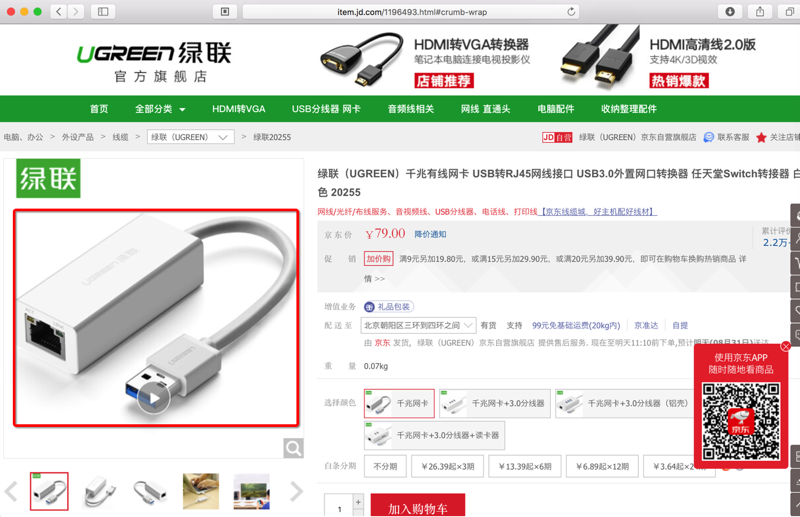 item.jd.com/1196493.html#crumb-wrap
UGREEN绿联
官方旗舰店
HDMI转VGA转换器
笔记本电脑连接电视投影仪
店铺推荐
HDMI高清线2.0版
支持4K/3D视效
热销爆款
首页 全部分类 HDMI转VGA USB分线器 网卡 音频线相关 网线 直通头 电脑配件 收纳整理配件
电脑、办公 > 外设产品 > 线缆 > 绿联（UGREEN） > 绿联20255
JD自营 绿联（UGREEN）京东自营旗舰店 联系客服 关注店铺
绿联
绿联（UGREEN）千兆有线网卡 USB转RJ45网线接口 USB3.0外置网口转换器 任天堂Switch转接器 白
色 20255
网线/光纤/布线服务、音视频线、USB分线器、电话线、打印线【京东线缆城、好主机配好线材】
京东价 ￥79.00 降价通知
累计评价
2.2万+
促 销 加价购 满9元另加19.80元，或满15元另加29.90元，或满20元另加39.90元，即可在购物车换购热销商品 详
情 >>
增值业务 礼品包装
配送至 北京朝阳区三环到四环之间 有货 支持 99元免基础运费(20kg内) 京准达 自提
由 京东 发货，绿联（UGREEN）京东自营旗舰店 提供售后服务. 现在至明天11:10前下单,预计明天(08月31日)送达
重 量 0.07kg
选择颜色 千兆网卡 千兆网卡+3.0分线器 千兆网卡+3.0分线器（铝壳）
千兆网卡+3.0分线器+读卡器
白条分期 不分期 ￥26.39起×3期 ￥13.39起×6期 ￥6.89起×12期 ￥3.64起×2
1 + 加入购物车
使用京东APP
随时随地看商品
京东
UGREEN绿联
UGREEN